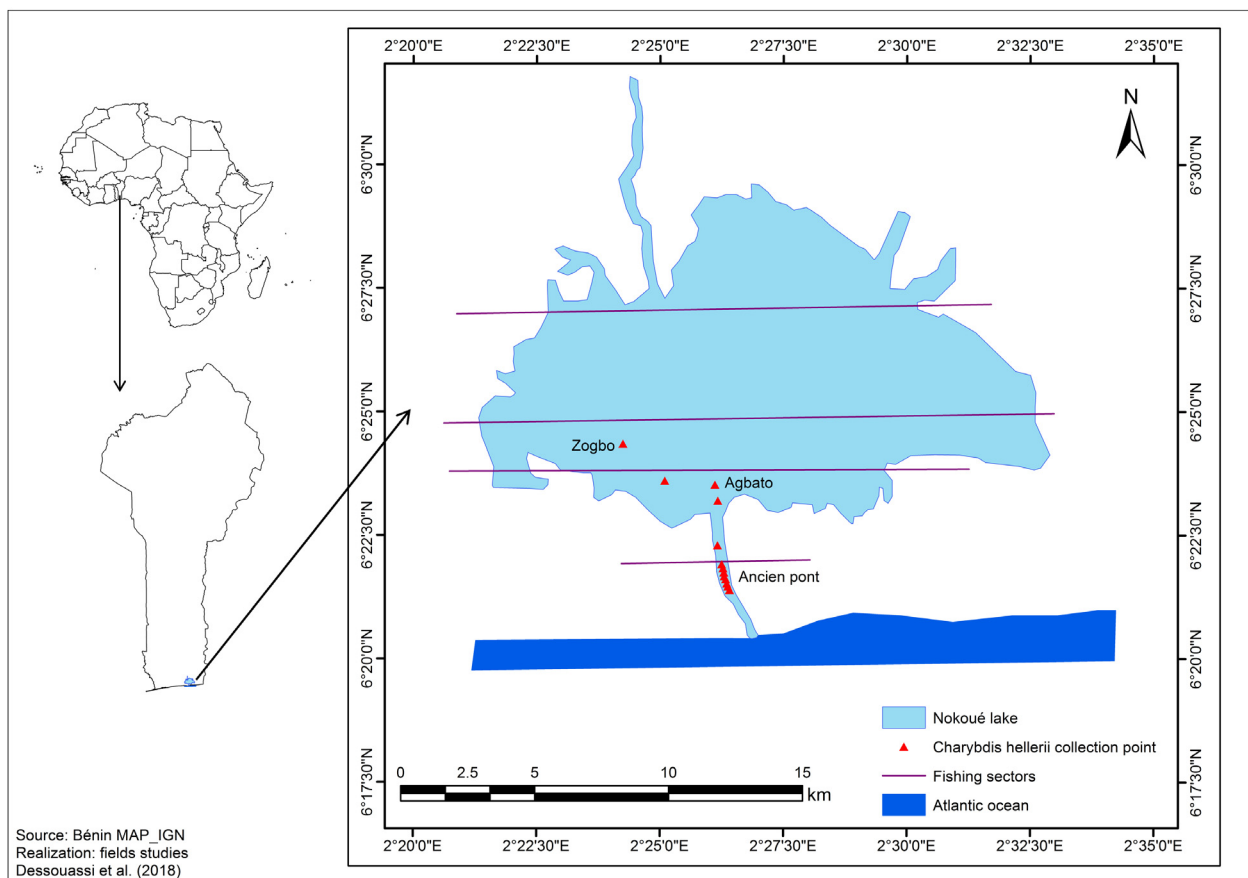 2°20'0"E 2°22'30"E 2°25'0"E 2°27'30"E 2°30'0"E 2°32'30"E 2°35'0"E
N
6°30'0"N
6°30'0"N
6°27'30"N
6°27'30"N
6°25'0"N
6°25'0"N
Zogbo
Agbato
6°22'30"N
6°22'30"N
Ancien pont
6°20'0"N
6°20'0"N
Nokoué lake
Charybdis hellerii collection point
Fishing sectors
Atlantic ocean
6°17'30"N
6°17'30"N
0 2.5 5 10 15
km
2°20'0"E 2°22'30"E 2°25'0"E 2°27'30"E 2°30'0"E 2°32'30"E 2°35'0"E
Source: Bénin MAP_IGN
Realization: fields studies
Dessouassi et al. (2018)